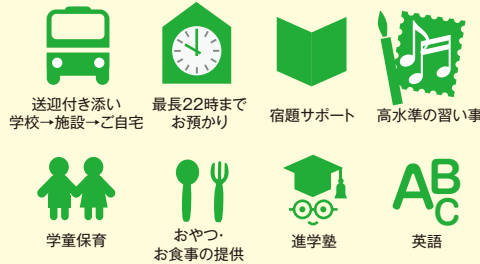 送迎付き添い
学校→施設→ご自宅
最長22時まで
お預かり
宿題サポート
高水準の習い事
学童保育
おやつ・
お食事の提供
進学塾
ABC
英語